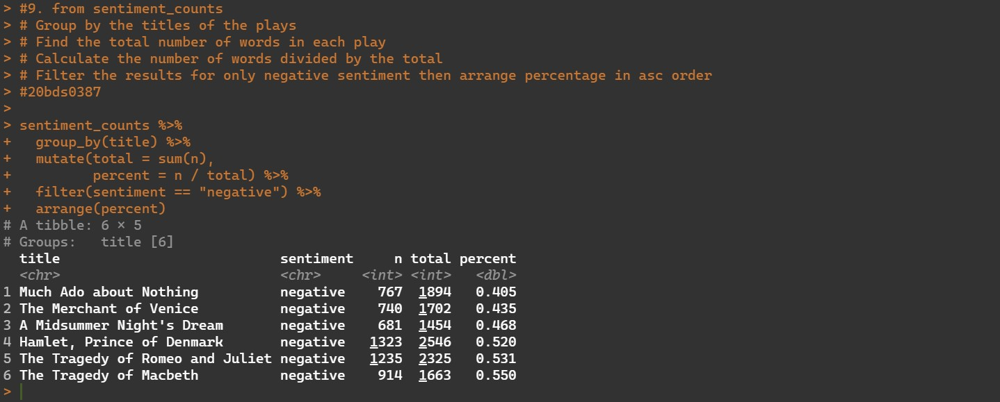 > #9. from sentiment_counts
> # Group by the titles of the plays
> # Find the total number of words in each play
> # Calculate the number of words divided by the total
> # Filter the results for only negative sentiment then arrange percentage in asc order
> #20bds0387
>
> sentiment_counts %>%
+   group_by(title) %>%
+   mutate(total = sum(n),
+          percent = n / total) %>%
+   filter(sentiment == "negative") %>%
+   arrange(percent)
# A tibble: 6 × 5
# Groups:   title [6]
  title                           sentiment     n total percent
  <chr>                           <chr>     <int> <int>   <dbl>
1 Much Ado about Nothing          negative    767  1894   0.405
2 The Merchant of Venice          negative    740  1702   0.435
3 A Midsummer Night's Dream       negative    681  1454   0.468
4 Hamlet, Prince of Denmark       negative   1323  2546   0.520
5 The Tragedy of Romeo and Juliet negative   1235  2325   0.531
6 The Tragedy of Macbeth          negative    914  1663   0.550
>